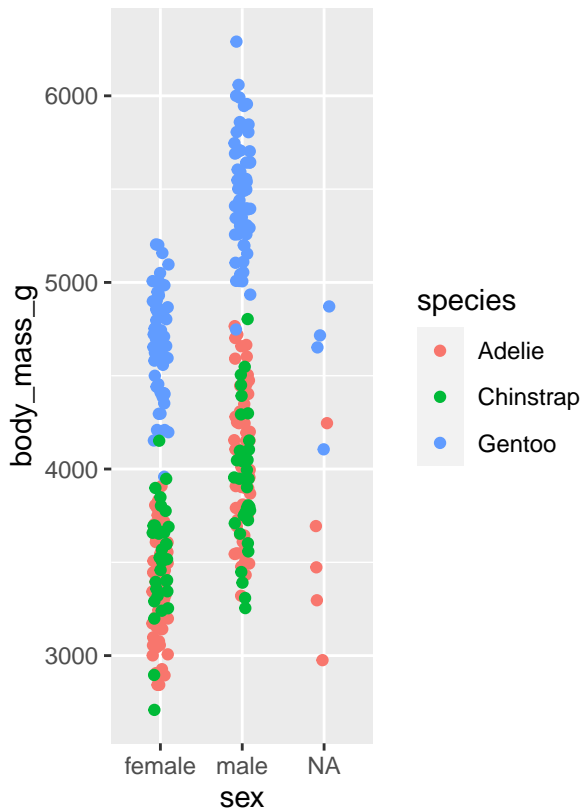 6000
5000
4000
3000
body_mass_g
female male NA
sex
species
Adelie
Chinstrap
Gentoo